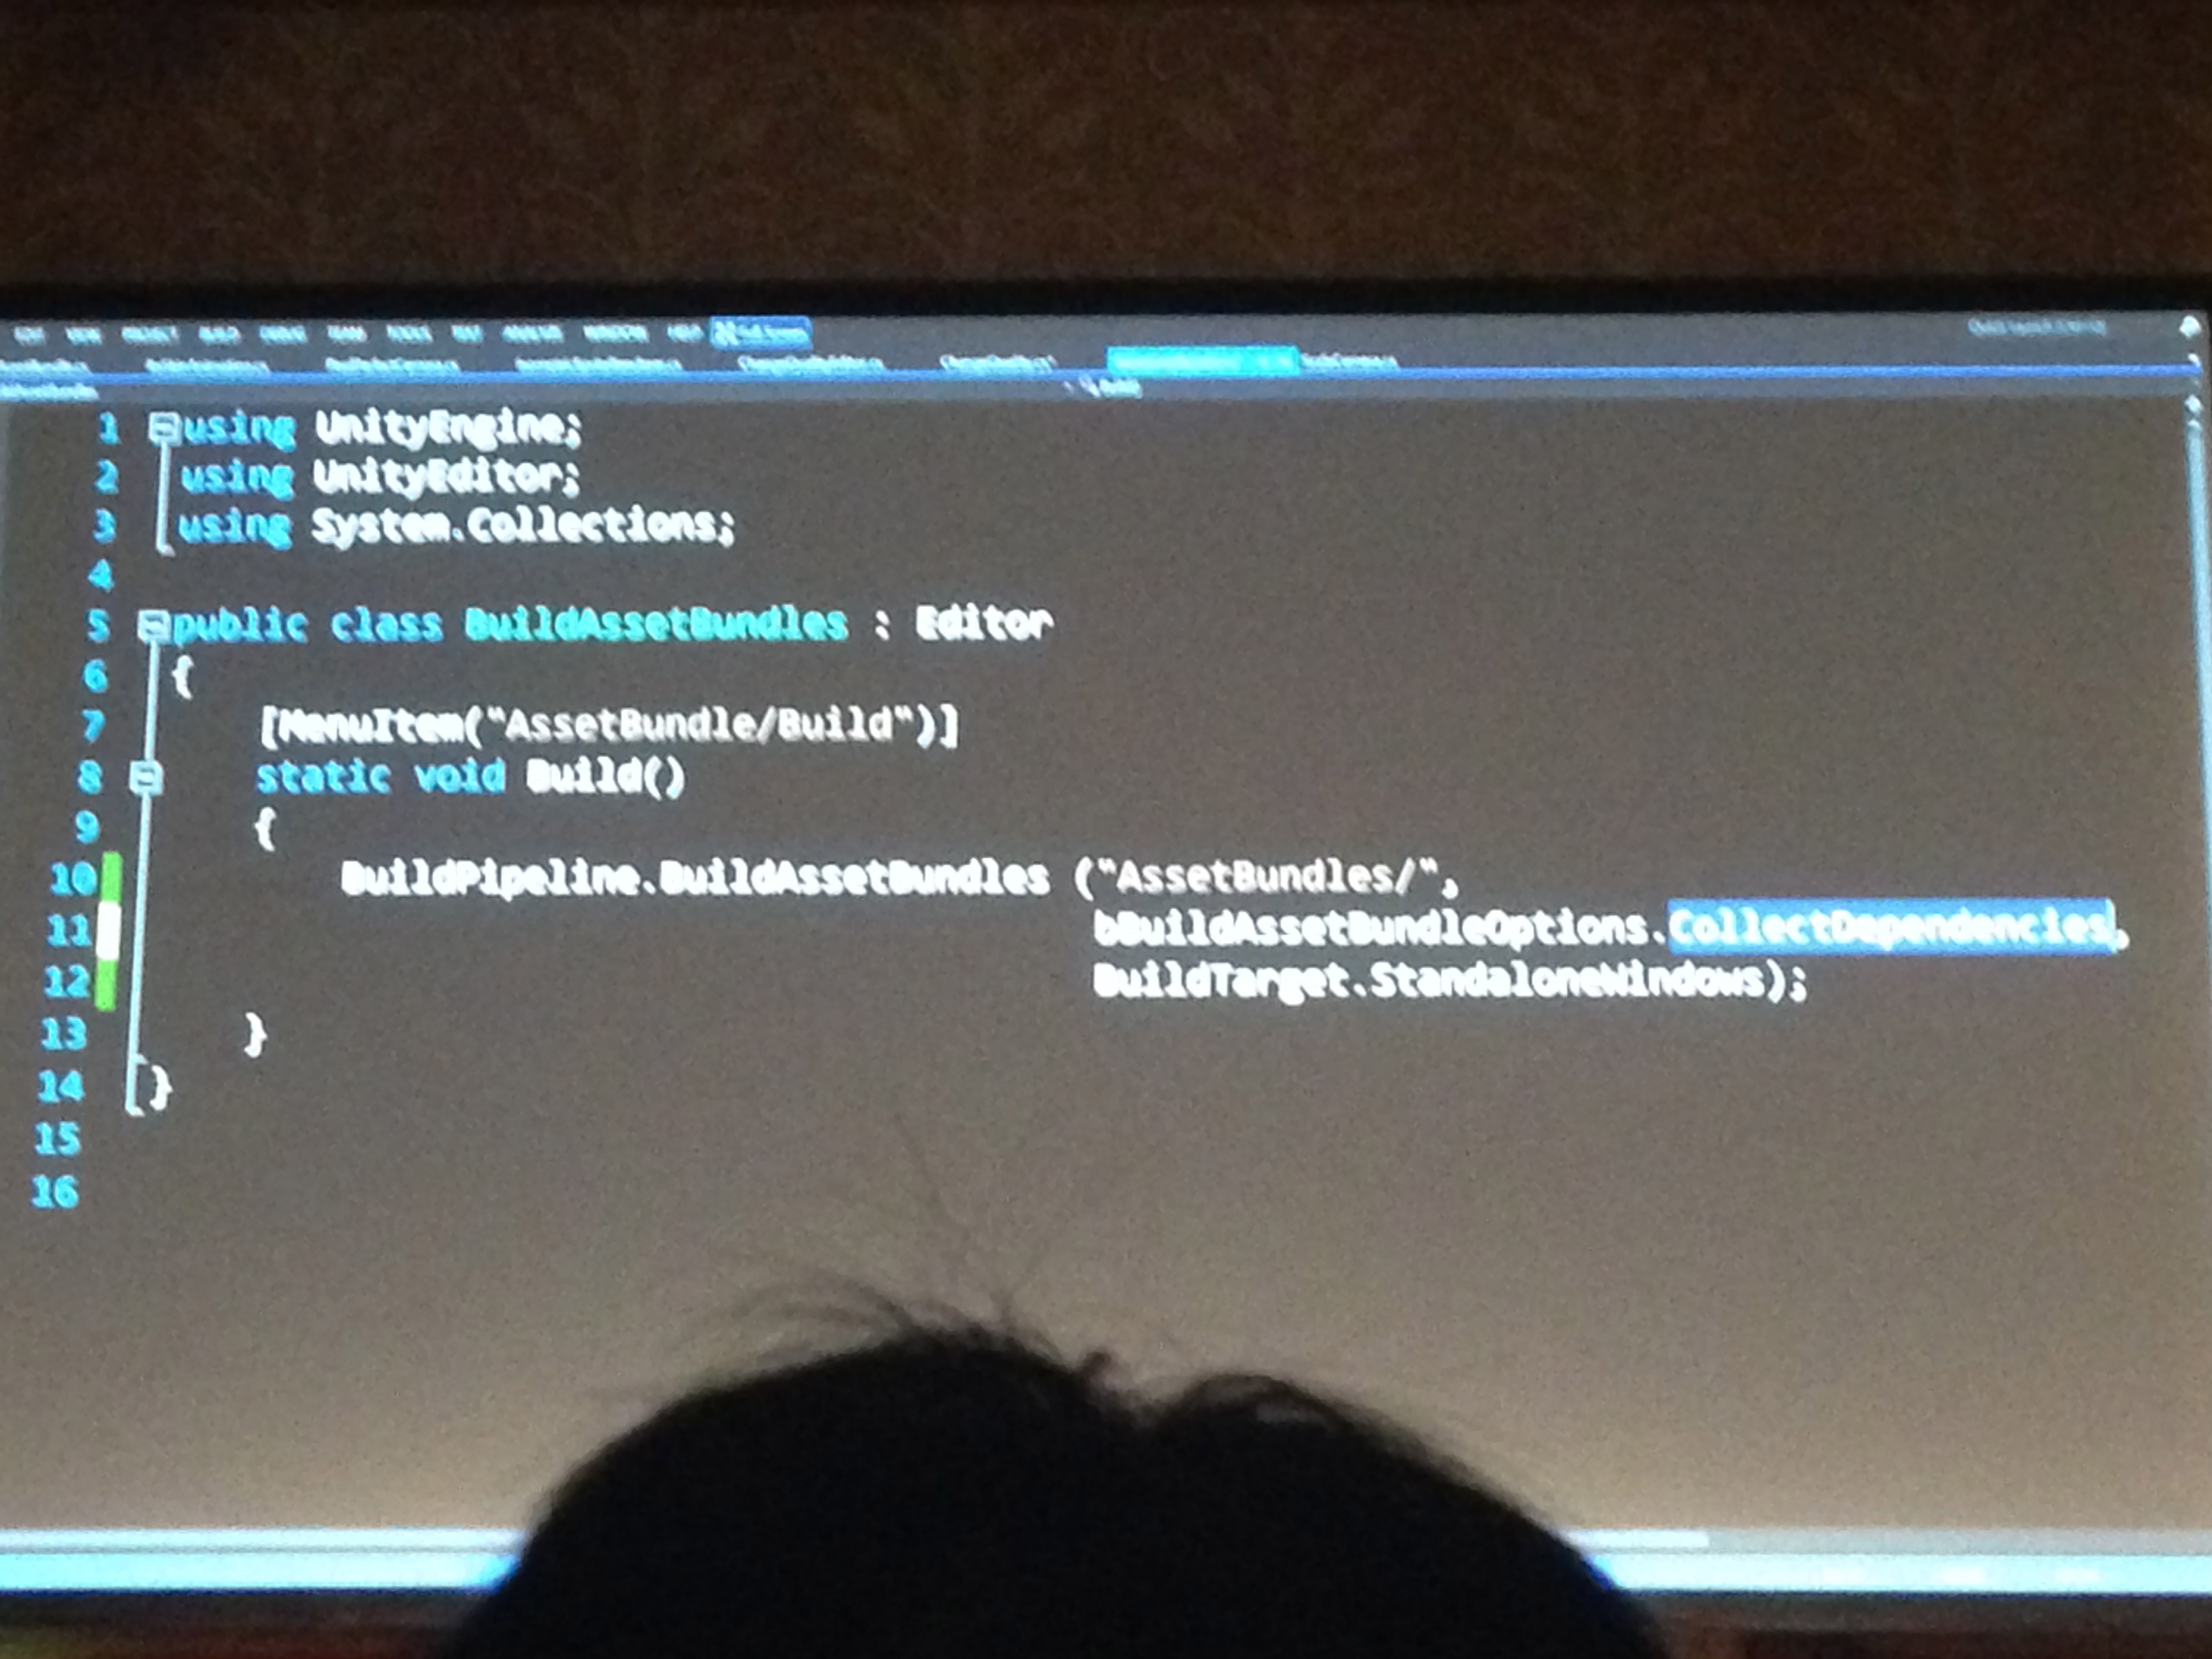 1 using UnityEngine;
2 using UnityEditor;
3 using System.Collections;
4
5 public class BuildAssetBundles : Editor
6 {
7 [MenuItem("AssetBundle/Build")]
8 static void Build()
9 {
10 BuildPipeline.BuildAssetBundles ("AssetBundles/",
11 bBuildAssetBundleOptions.CollectDependencies,
12 BuildTarget.StandaloneWindows);
13 }
14 }
15
16